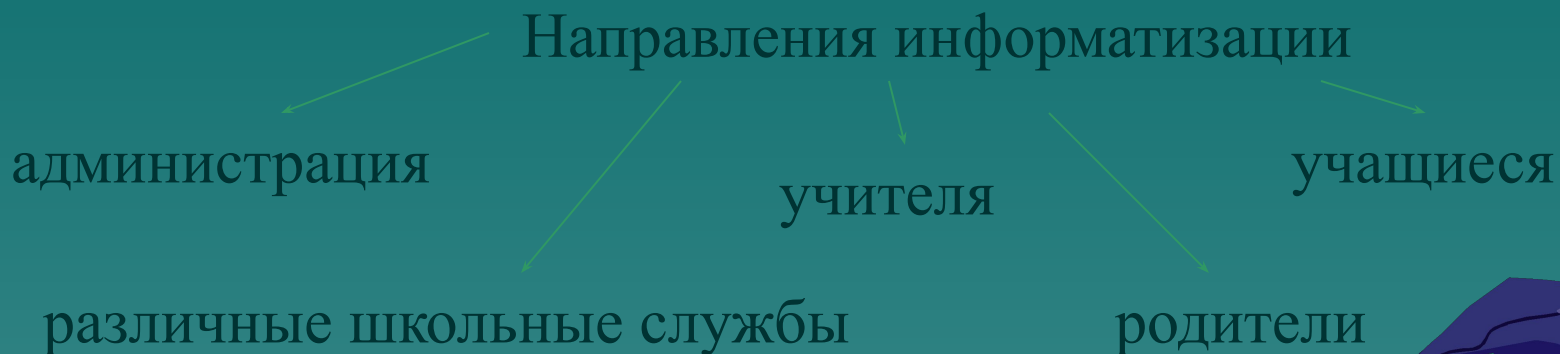 Направления информатизации
администрация
учащиеся
учителя
различные школьные службы
родители